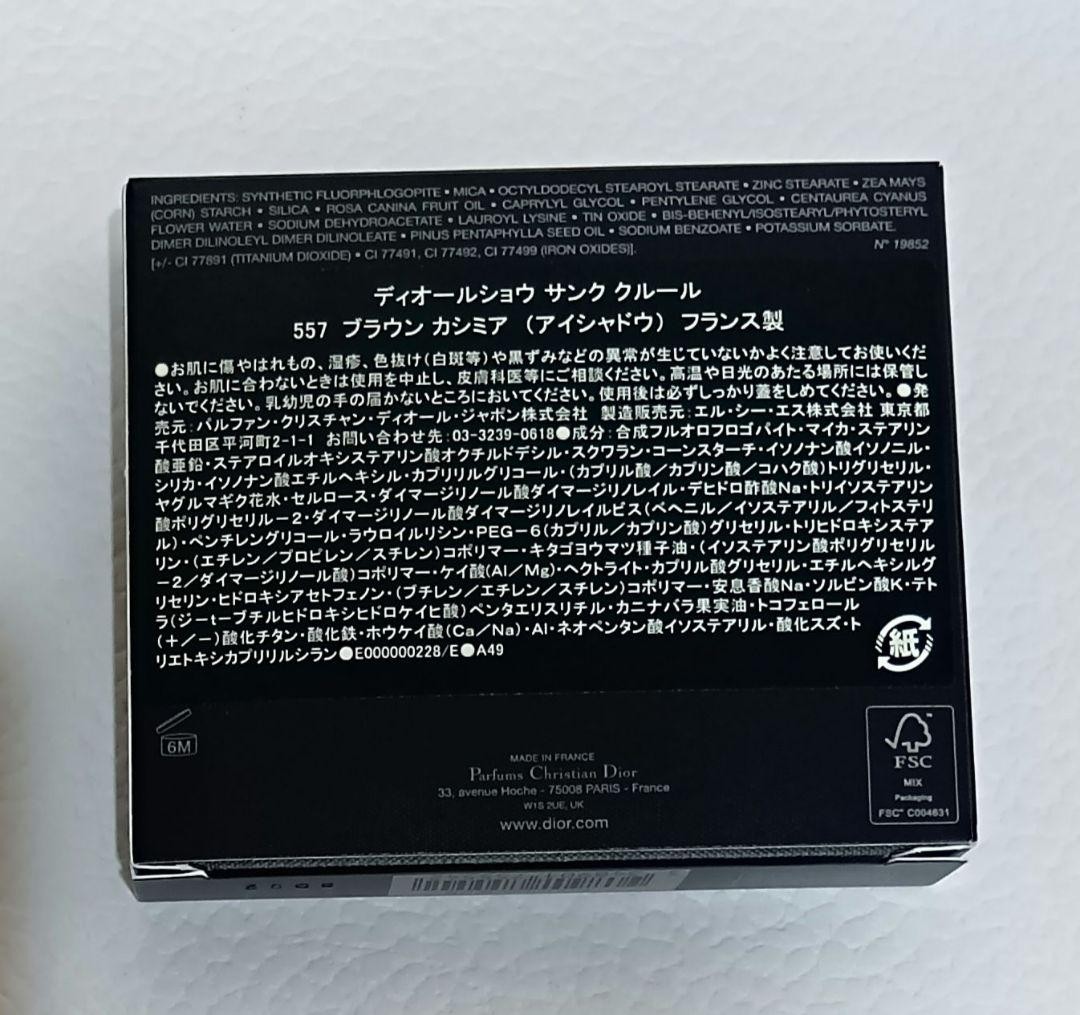 INGREDIENTS: SYNTHETIC FLUORPHLOGOPITE • MICA • OCTYLDODECYL STEAROYL STEARATE • ZINC STEARATE • ZEA MAYS
(CORN) STARCH • SILICA • ROSA CANINA FRUIT OIL • CAPRYLYL GLYCOL • PENTYLENE GLYCOL • CENTAUREA CYANUS
FLOWER WATER • SODIUM DEHYDROACETATE • LAUROYL LYSINE • TIN OXIDE • BIS-BEHENYL/ISOSTEARYL/PHYTOSTERYL
DIMER DILINOLEYL DIMER DILINOLEATE • PINUS PENTAPHYLLA SEED OIL • SODIUM BENZOATE • POTASSIUM SORBATE.
[+/- CI 77891 (TITANIUM DIOXIDE) • CI 77491, CI 77492, CI 77499 (IRON OXIDES)].
N° 19852
ディオールショウ サンク クルール
557 ブラウン カシミア (アイシャドウ) フランス製
●お肌に傷やはれもの、湿疹、色抜け(白斑等)や黒ずみなどの異常が生じていないかよく注意してお使いくだ
さい。お肌に合わないときは使用を中止し、皮膚科医等にご相談ください。高温や日光のあたる場所には保管し
ないでください。乳幼児の手の届かないところにおいてください。使用後は必ずしっかり蓋をしめてください。●発
売元:パルファン・クリスチャン・ディオール・ジャポン株式会社 製造販売元:エル・シー・エス株式会社 東京都
千代田区平河町2-1-1 お問い合わせ先:03-3239-0618●成分:合成フルオロフロゴパイト・マイカ・ステアリン
酸亜鉛・ステアロイルオキシステアリン酸オクチルドデシル・スクワラン・コーンスターチ・イソノナン酸イソノニル・
シリカ・イソノナン酸エチルヘキシル・カプリリルグリコール・(カプリル酸/カプリン酸/コハク酸)トリグリセリル・
ヤグルマギク花水・セルロース・ダイマージリノール酸ダイマージリノレイル・デヒドロ酢酸Na・トリイソステアリン
酸ポリグリセリルー2・ダイマージリノール酸ダイマージリノレイルビス(ベヘニル/イソステアリル/フィトステリ
ル)・ペンチレングリコール・ラウロイルリシン・PEG-6(カプリル/カプリン酸)グリセリル・トリヒドロキシステア
リン・(エチレン/プロピレン/スチレン)コポリマー・キタゴヨウマツ種子油・(イソステアリン酸ポリグリセリル
-2/ダイマージリノール酸)コポリマー・ケイ酸(Al/Mg)・ヘクトライト・カプリル酸グリセリル・エチルヘキシルグ
リセリン・ヒドロキシアセトフェノン・(ブチレン/エチレン/スチレン)コポリマー・安息香酸Na・ソルビン酸K・テト
ラ(ジーtーブチルヒドロキシヒドロケイヒ酸)ペンタエリスリチル・カニナバラ果実油・トコフェロール
(+/-)酸化チタン・酸化鉄・ホウケイ酸(Ca/Na)・Al・ネオペンタン酸イソステアリル・酸化スズ・ト
リエトキシカプリリルシラン●E000000228/E●A49
紙
6M
MADE IN FRANCE
Parfums Christian Dior
33, avenue Hoche - 75008 PARIS - France
W1S 2UE, UK
www.dior.com
FSC
MIX
Packaging
FSC™ C004631